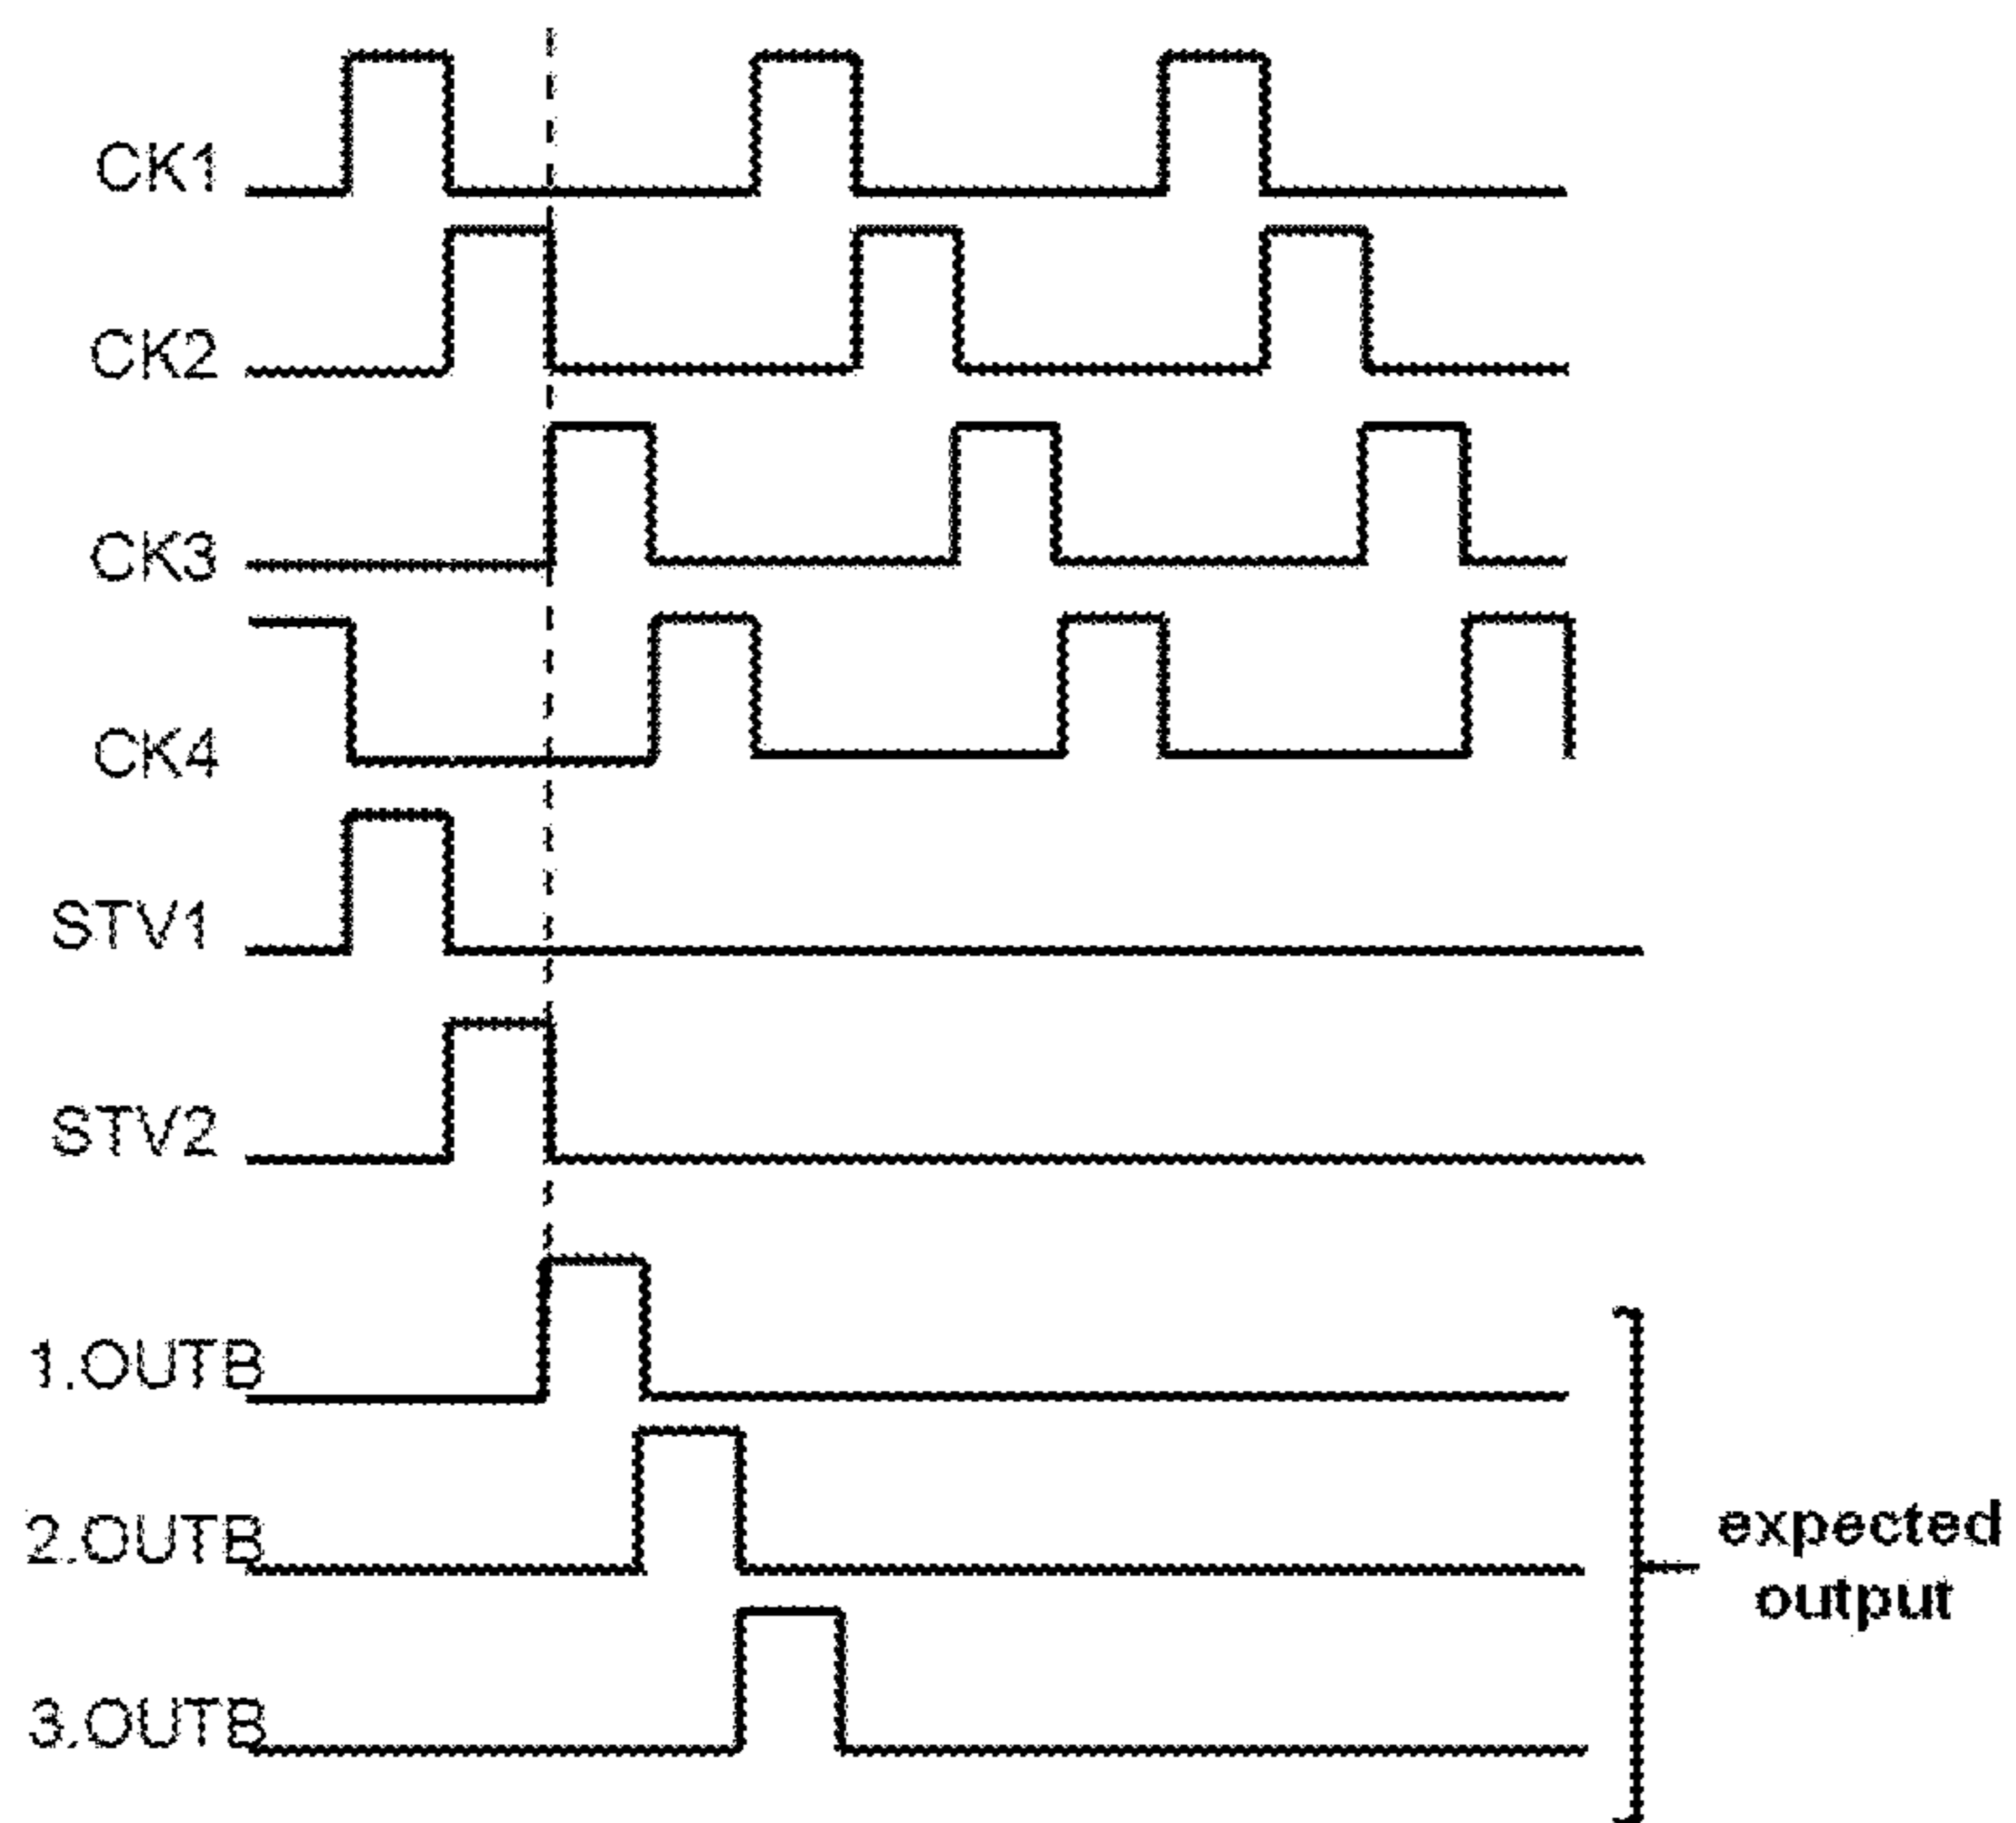 CK1
CK2
CK3
CK4
STV1
STV2
1.OUTB
2.OUTB
3.OUTB
expected
output